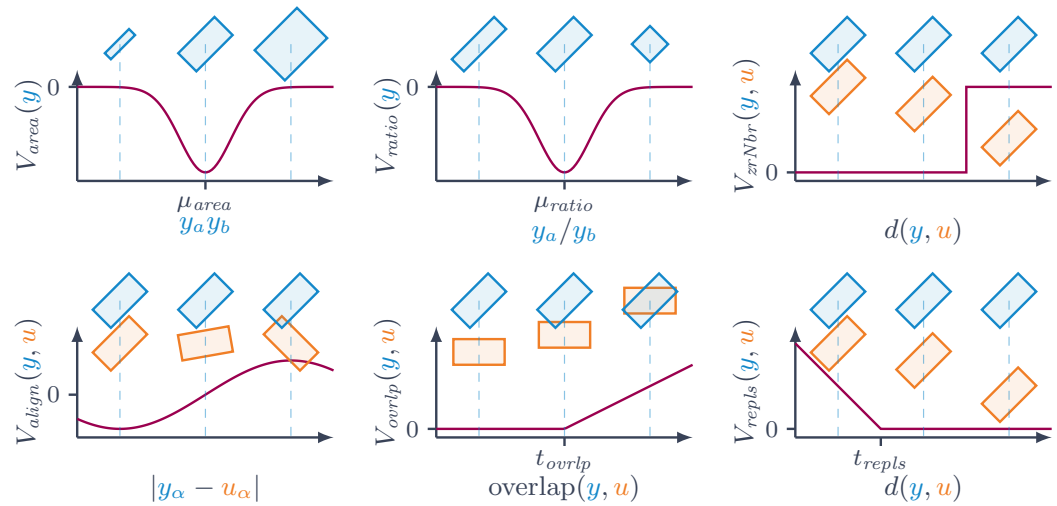 V_area(y)
0
μ_area
y_a y_b
V_ratio(y)
0
μ_ratio
y_a/y_b
V_zrNbr(y, u)
0
d(y, u)
V_align(y, u)
0
|y_α − u_α|
V_ovrlp(y, u)
0
t_ovrlp
overlap(y, u)
V_repls(y, u)
0
t_repls
d(y, u)